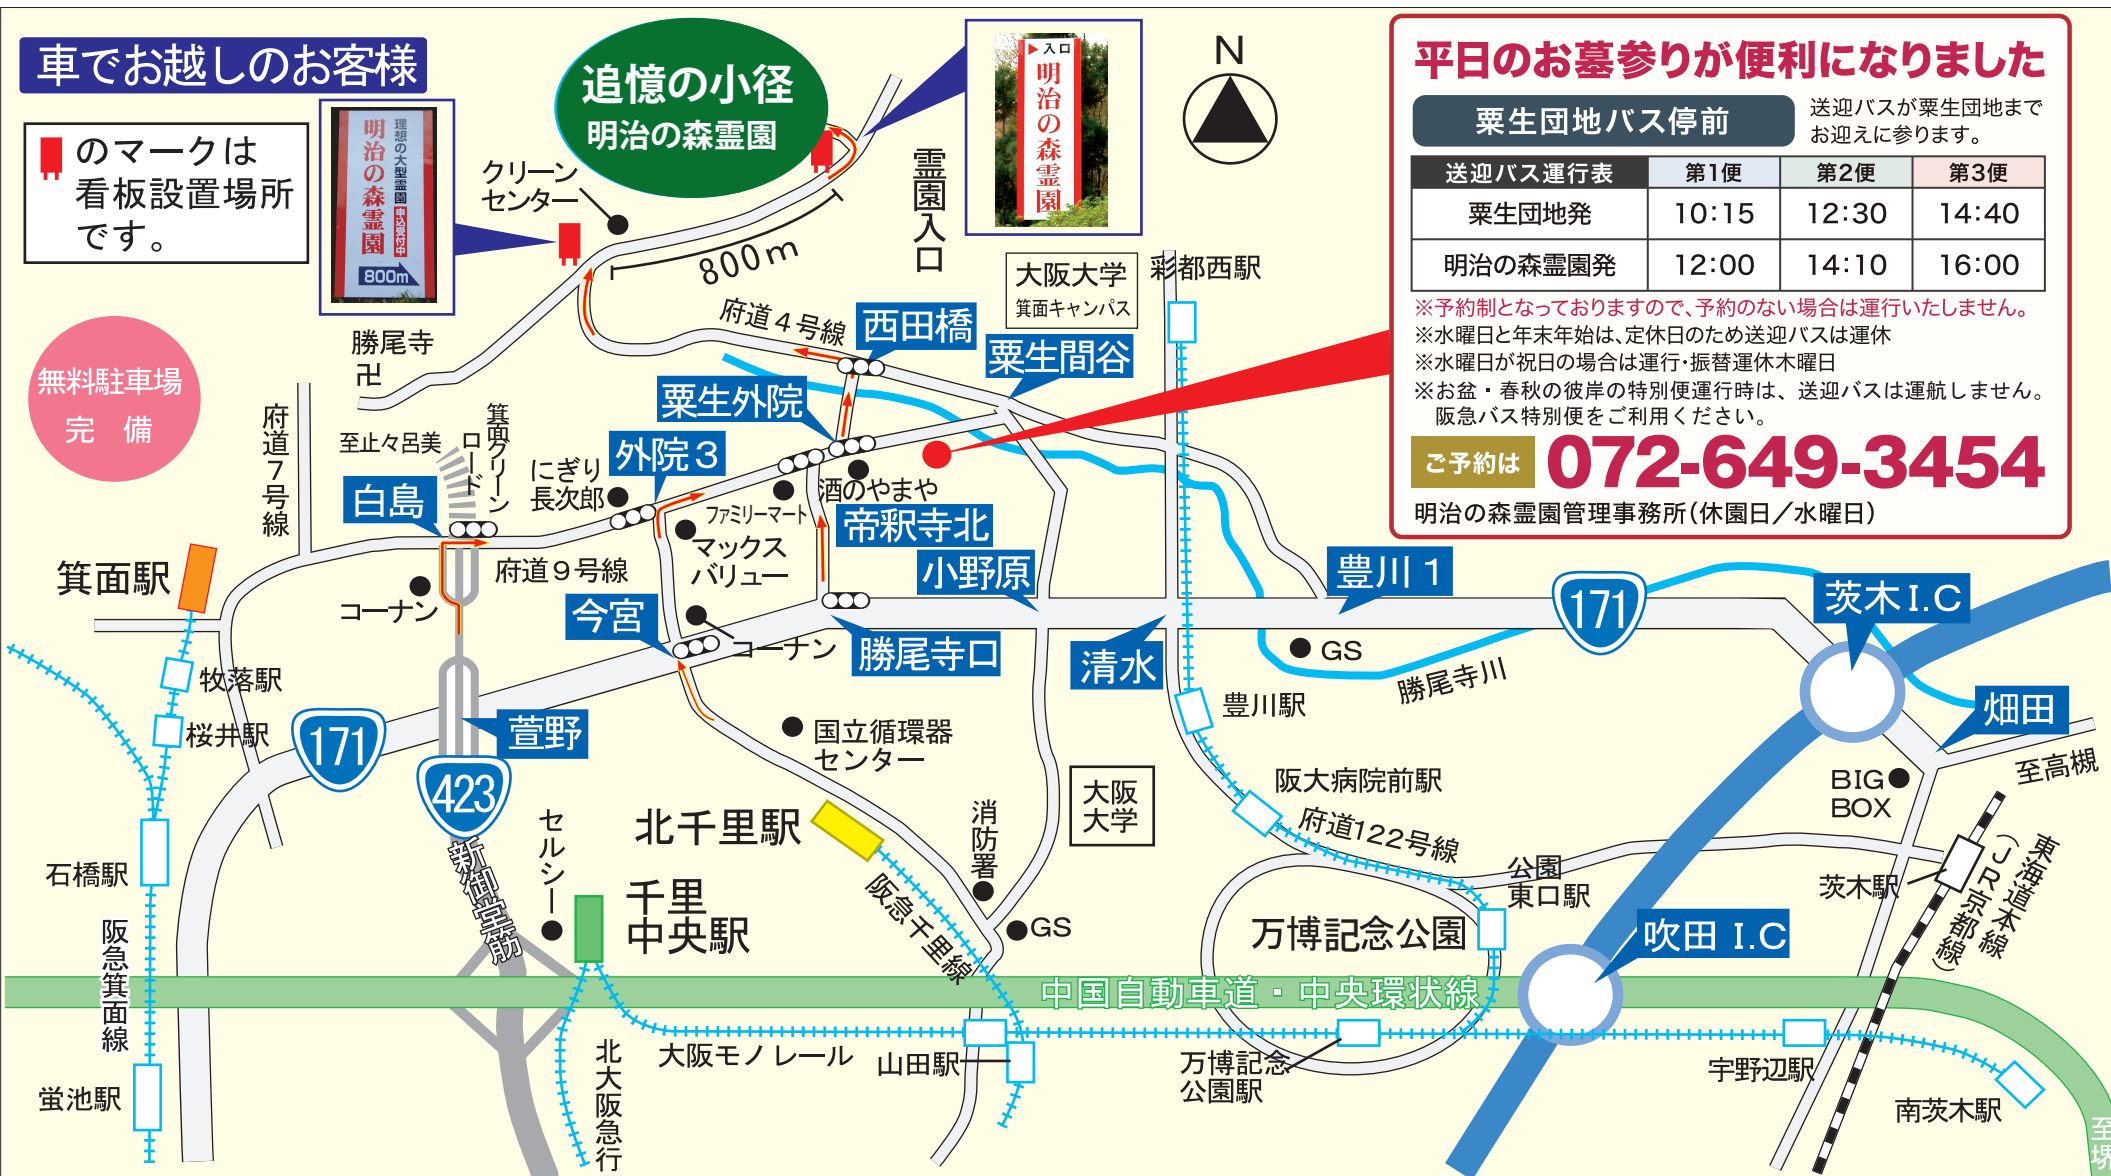 車でお越しのお客様
のマークは
看板設置場所
です。
理想の大型霊園
申込受付中
明治の森霊園
800m
追憶の小径
明治の森霊園
入口
明治の森霊園
N
クリーン
センター
800m
霊園入口
平日のお墓参りが便利になりました
粟生団地バス停前
送迎バスが粟生団地まで
お迎えに参ります。
送迎バス運行表 第1便 第2便 第3便
粟生団地発 10:15 12:30 14:40
明治の森霊園発 12:00 14:10 16:00
※予約制となっておりますので、予約のない場合は運行いたしません。
※水曜日と年末年始は、定休日のため送迎バスは運休
※水曜日が祝日の場合は運行・振替運休木曜日
※お盆・春秋の彼岸の特別便運行時は、送迎バスは運航しません。
阪急バス特別便をご利用ください。
ご予約は 072-649-3454
明治の森霊園管理事務所(休園日/水曜日)
無料駐車場
完備
勝尾寺
卍
府道4号線
西田橋
大阪大学
箕面キャンパス
彩都西駅
粟生間谷
粟生外院
外院3
府道7号線
至止々呂美
箕面グリーン
ロード
白島
にぎり
長次郎
酒のやまや
ファミリーマート
帝釈寺北
マックス
バリュー
府道9号線
コーナン
小野原
豊川1
171
茨木I.C
箕面駅
今宮
コーナン
勝尾寺口
清水
GS
勝尾寺川
牧落駅
桜井駅
171
萱野
423
国立循環器
センター
豊川駅
畑田
至高槻
BIG
BOX
阪大病院前駅
府道122号線
大阪
大学
消防署
北千里駅
セルシー
新御堂筋
石橋駅
千里
中央駅
阪急千里線
GS
万博記念公園
公園
東口駅
茨木駅
東海道本線
(JR京都線)
吹田I.C
阪急箕面線
中国自動車道・中央環状線
大阪モノレール
山田駅
万博記念
公園駅
宇野辺駅
南茨木駅
蛍池駅
北大阪急行
至堺